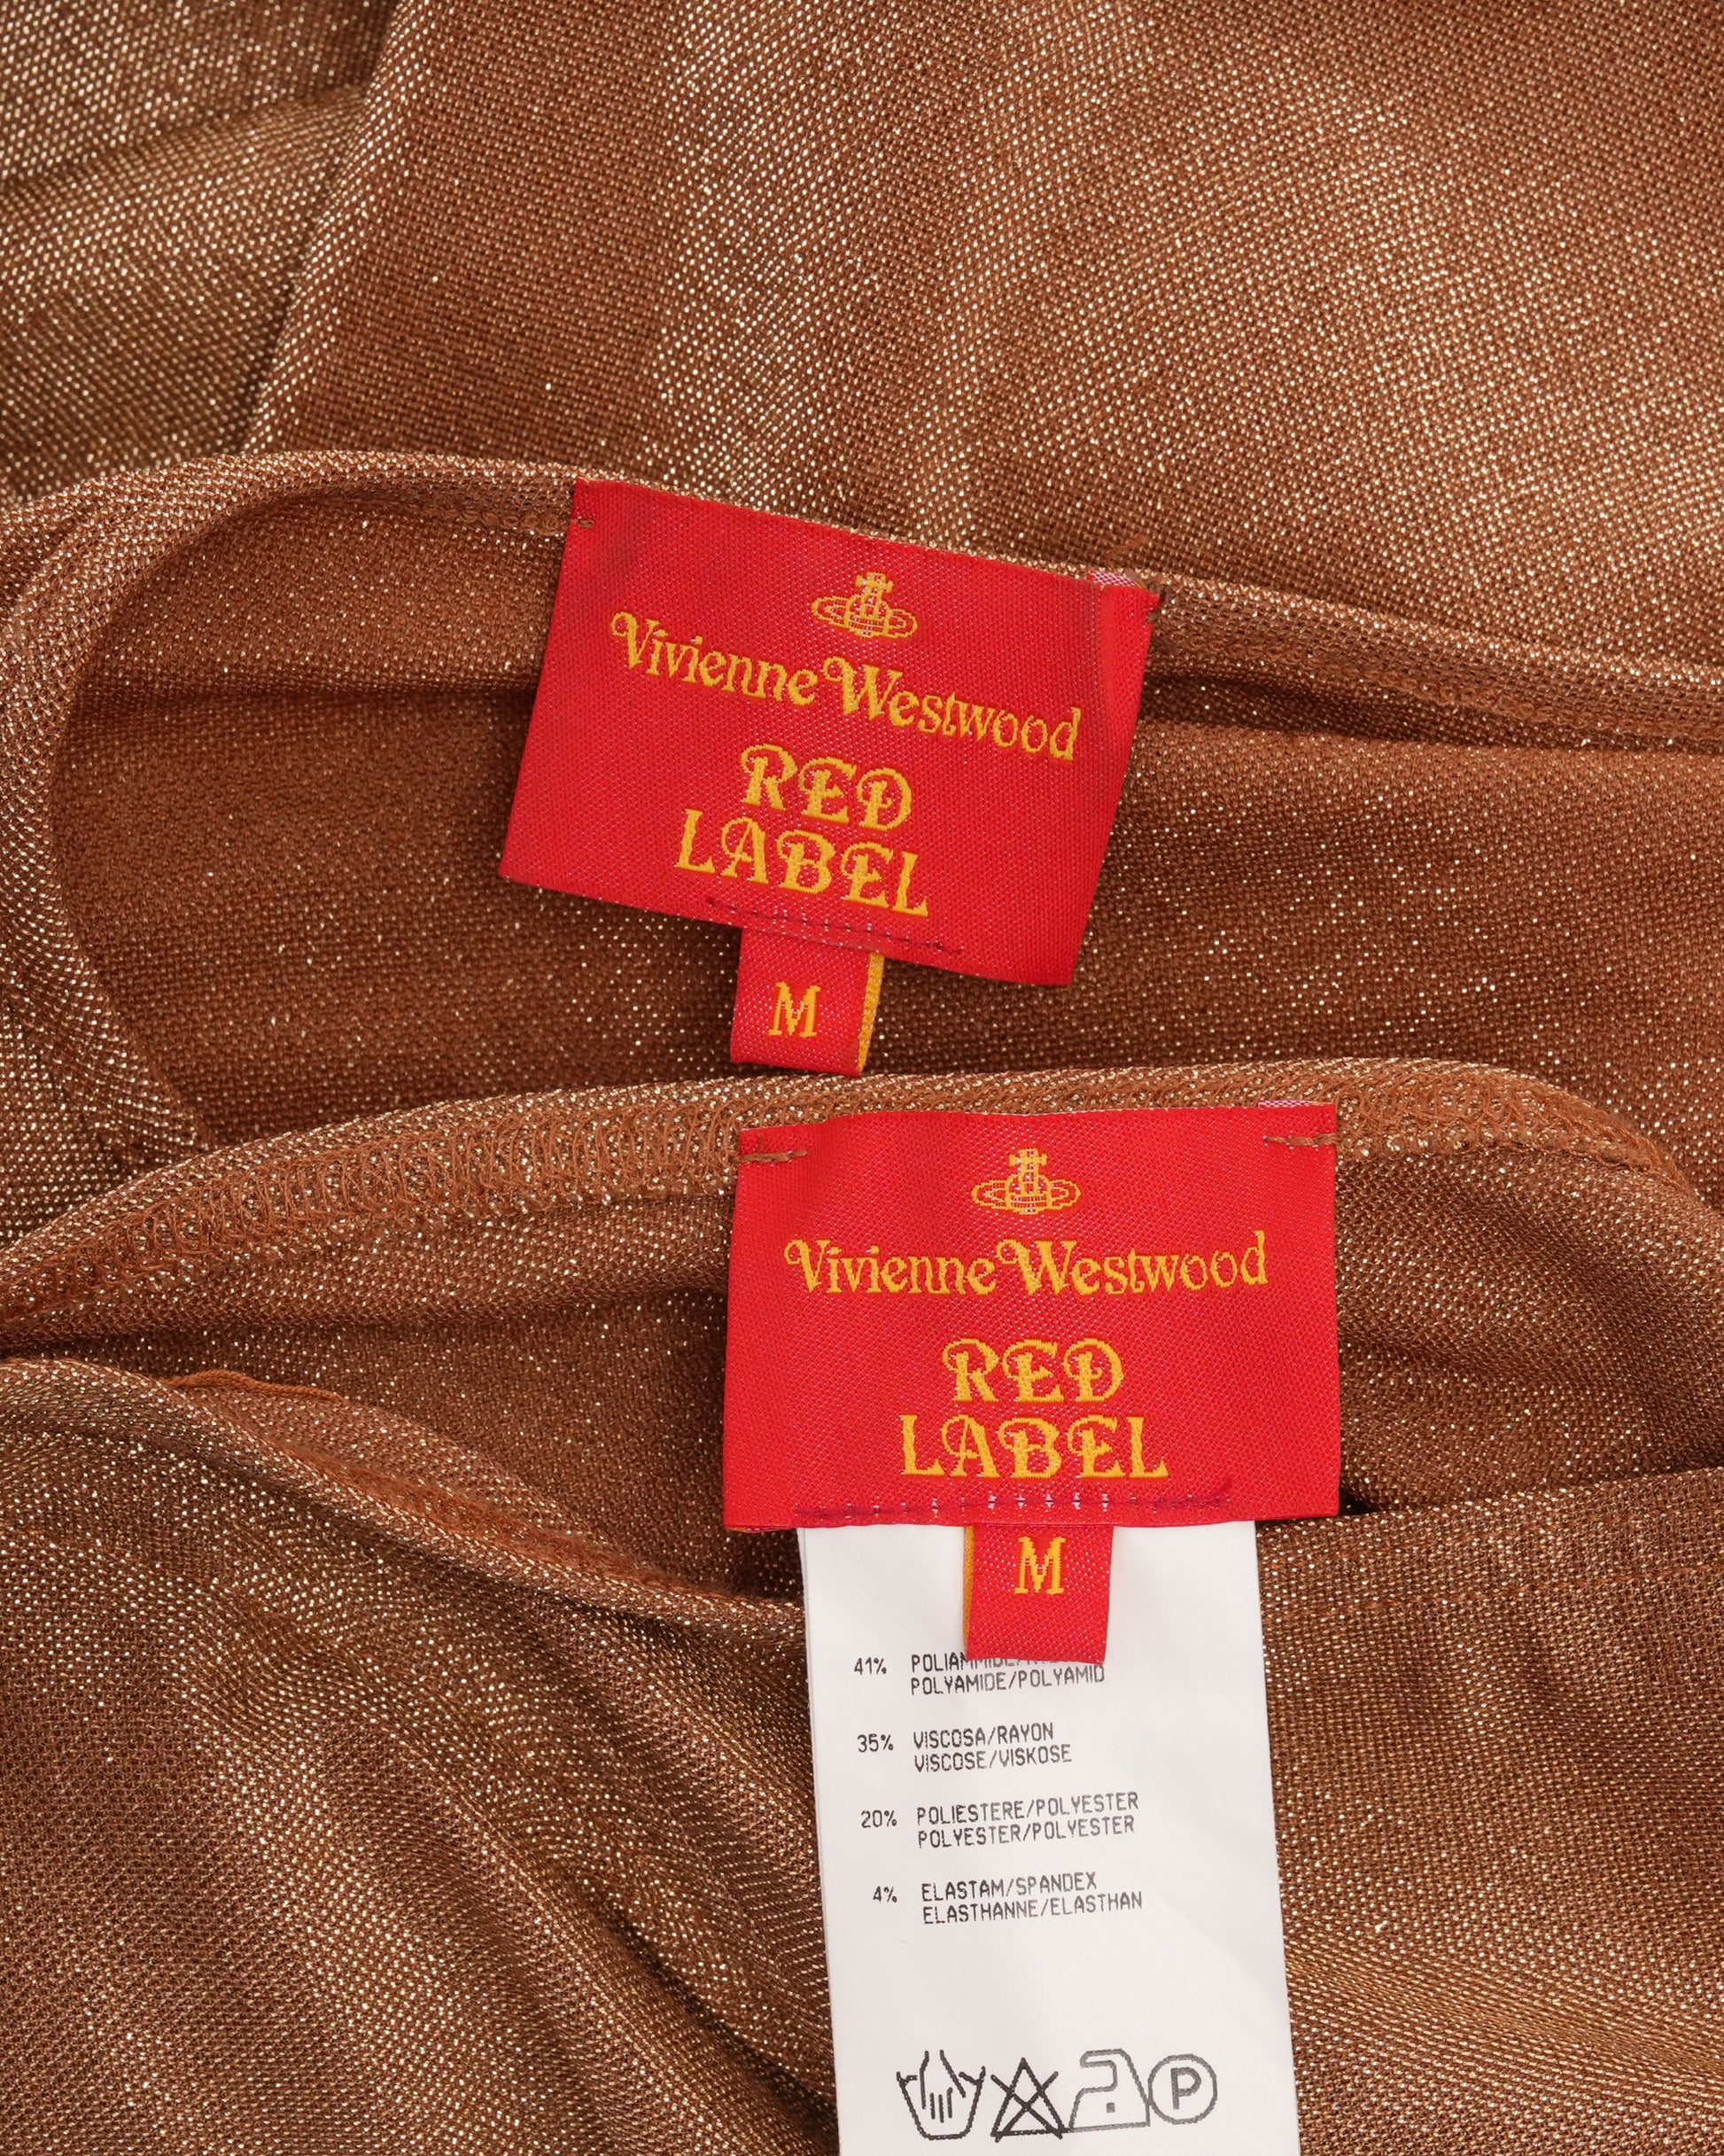 Vivienne Westwood
RED
LABEL
M
Vivienne Westwood
RED
LABEL
M
41%
POLYAMIDE/POLYAMID
35% VISCOSA/RAYON
VISCOSE/VISKOSE
20% POLIESTERE/POLYESTER
POLYESTER/POLYESTER
4% ELASTAM/SPANDEX
ELASTHANNE/ELASTHAN
P